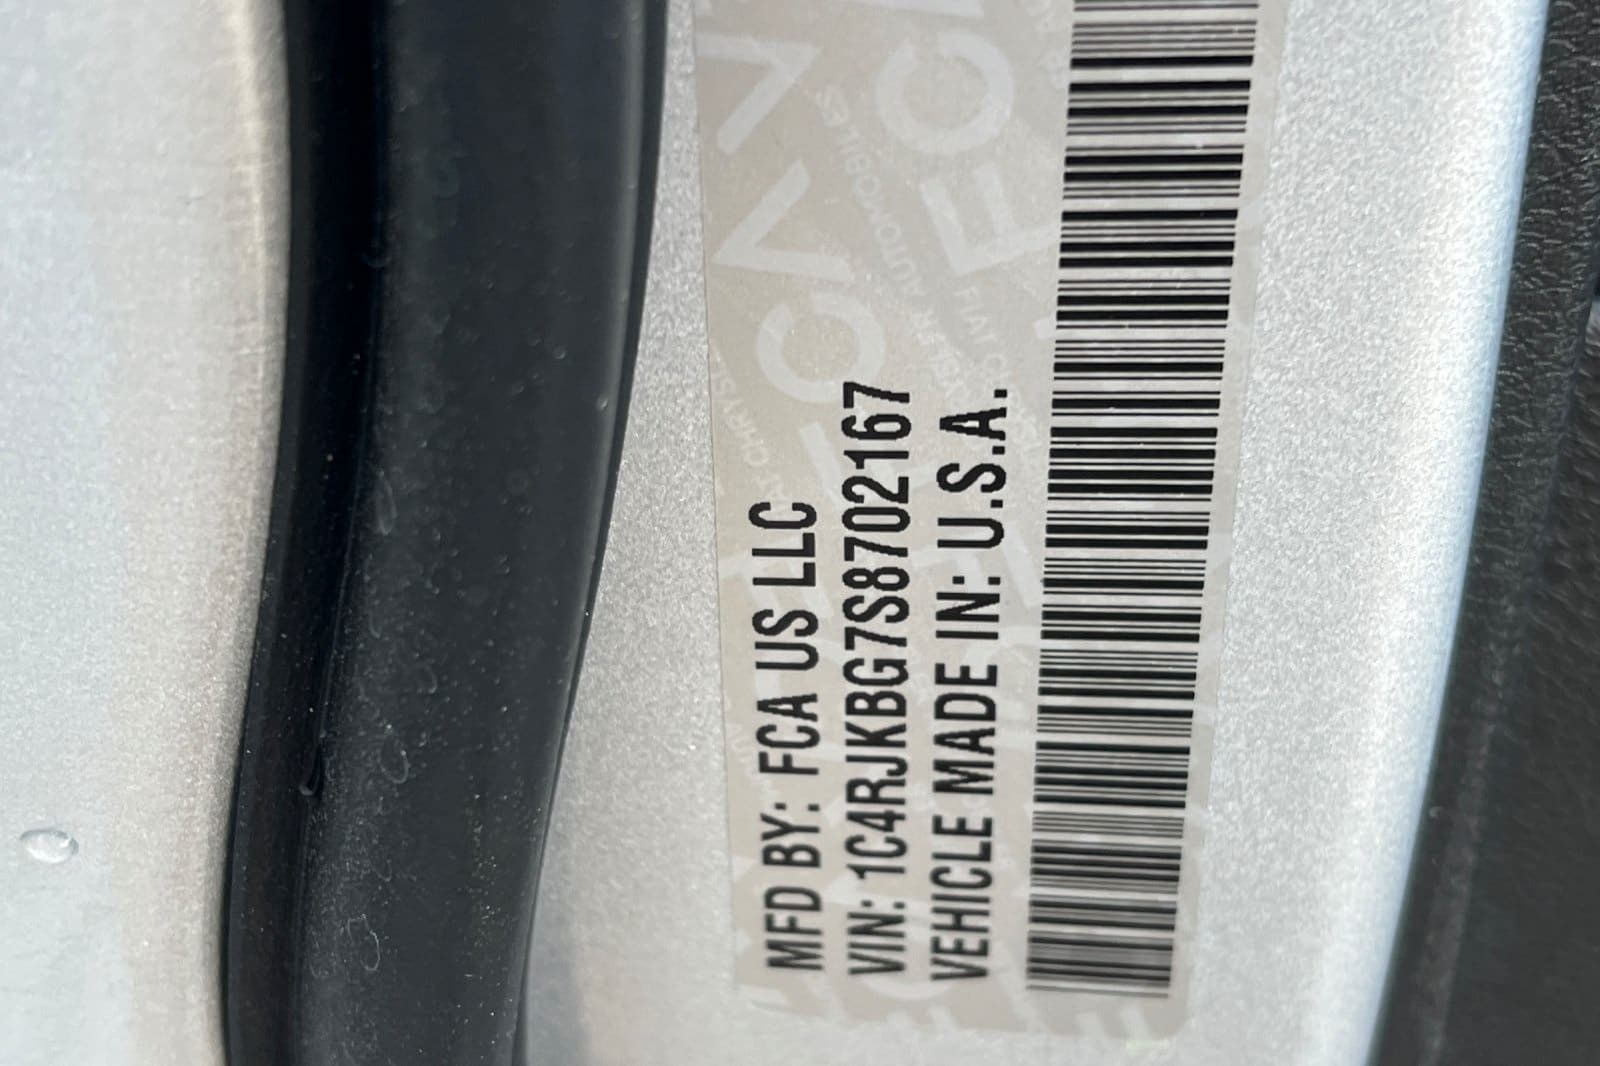 MFD BY: FCA US LLC
VIN: 1C4RJKBG7S8702167
VEHICLE MADE IN: U.S.A.